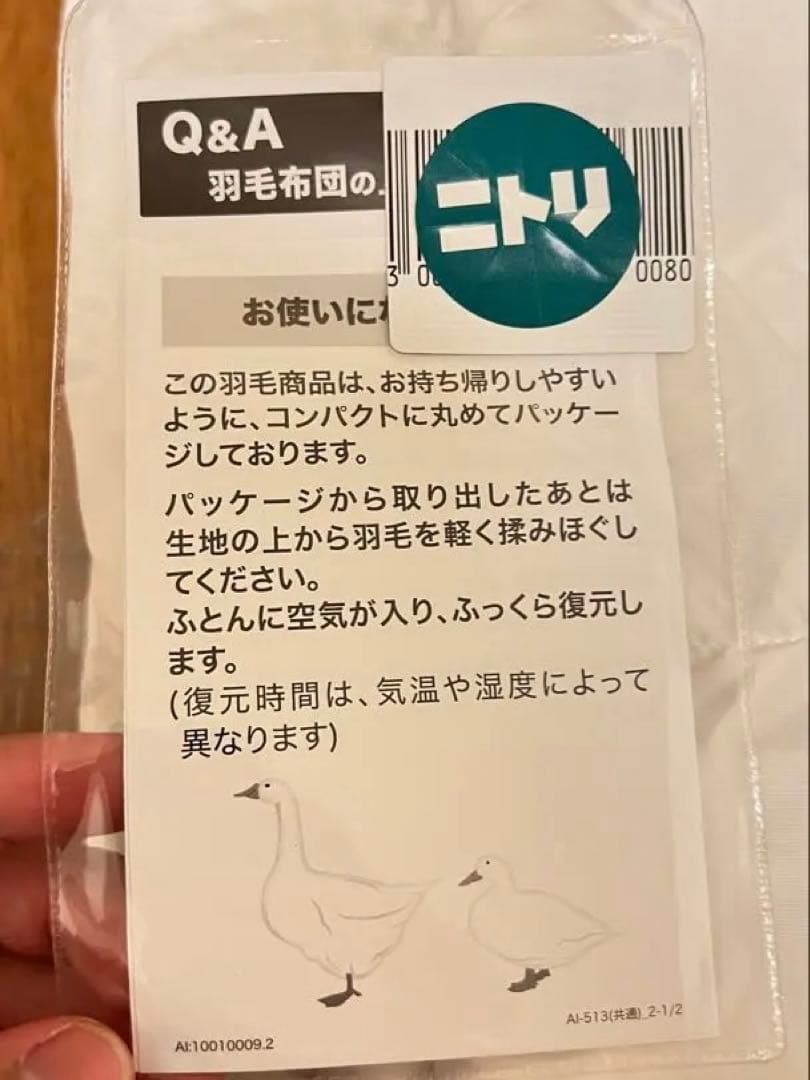 Q&A
羽毛布団の
ニトリ
3 0 0080
お使いにな
この羽毛商品は、お持ち帰りしやすい
ように、コンパクトに丸めてパッケー
ジしております。
パッケージから取り出したあとは
生地の上から羽毛を軽く揉みほぐし
てください。
ふとんに空気が入り、ふっくら復元し
ます。
(復元時間は、気温や湿度によって
異なります)
AI-513(共通)_2-1/2
AI:10010009.2